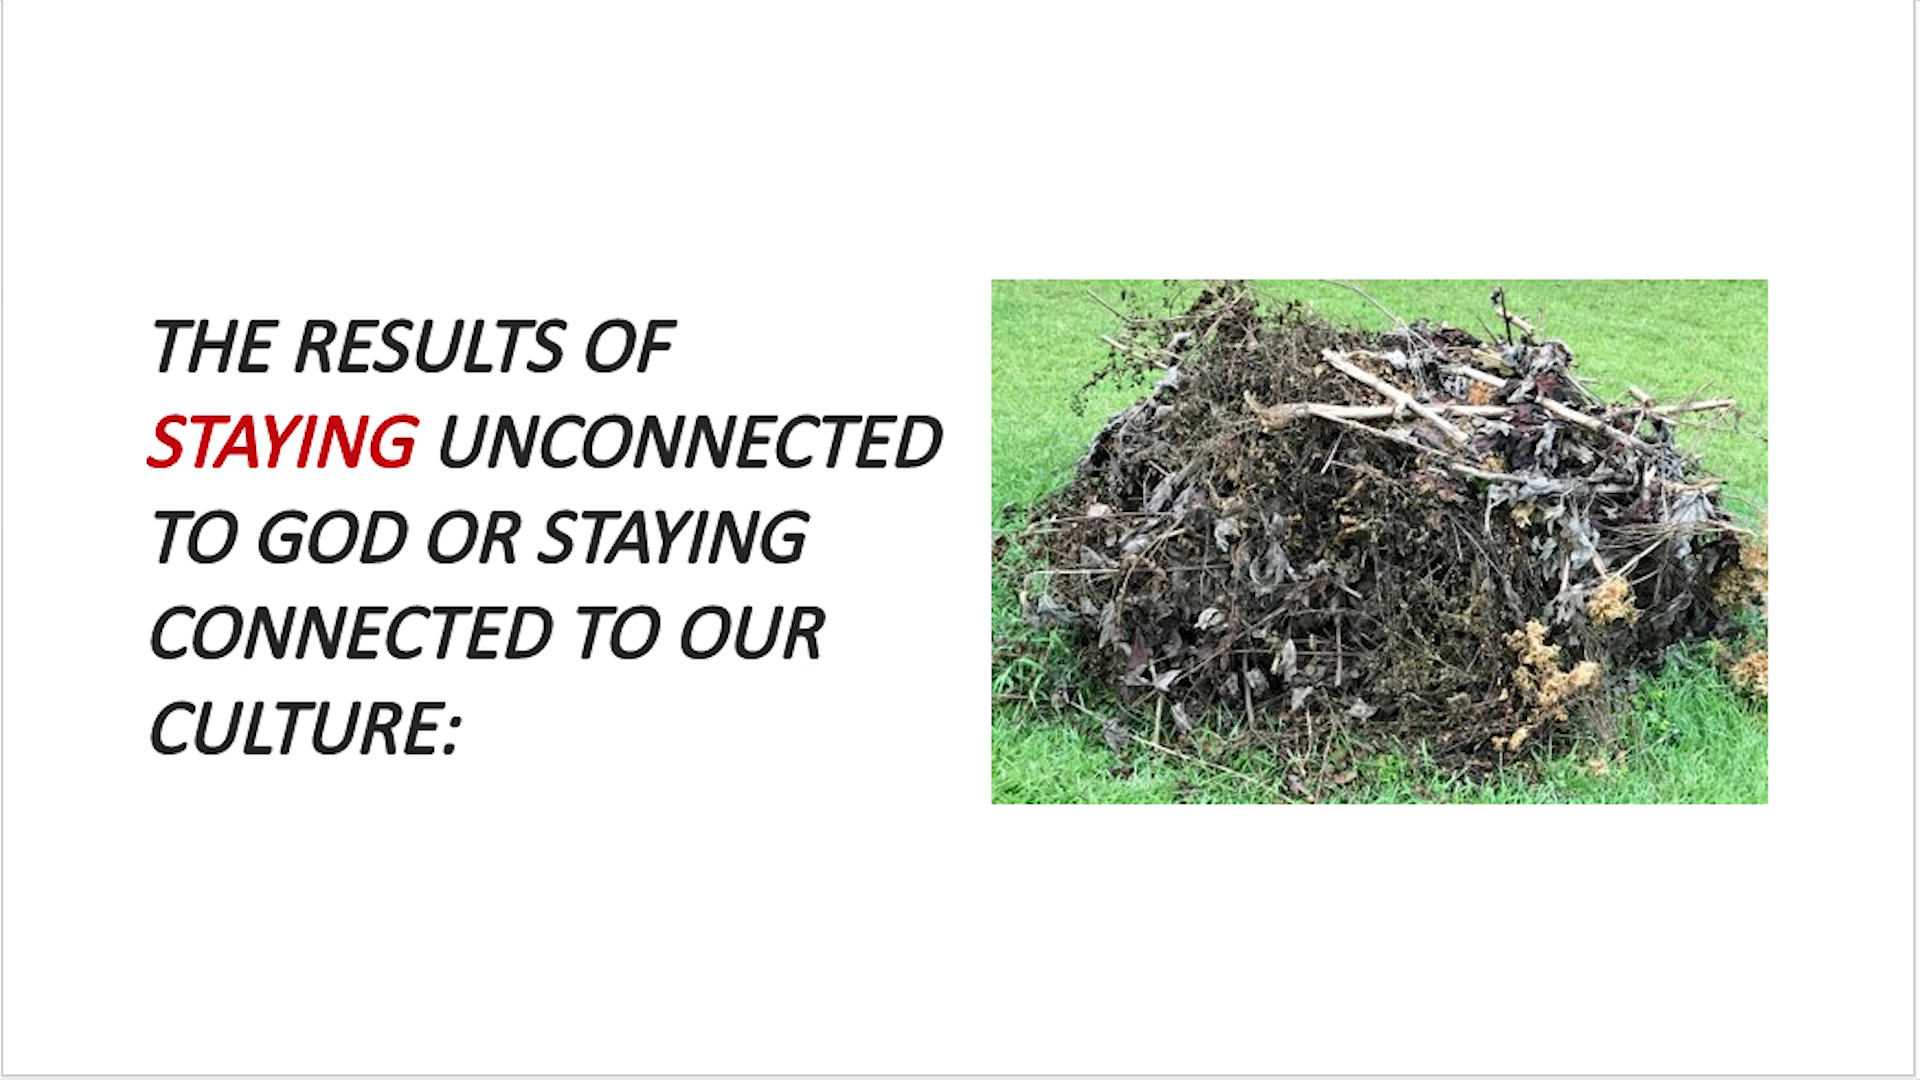 THE RESULTS OF
STAYING UNCONNECTED
TO GOD OR STAYING
CONNECTED TO OUR
CULTURE: